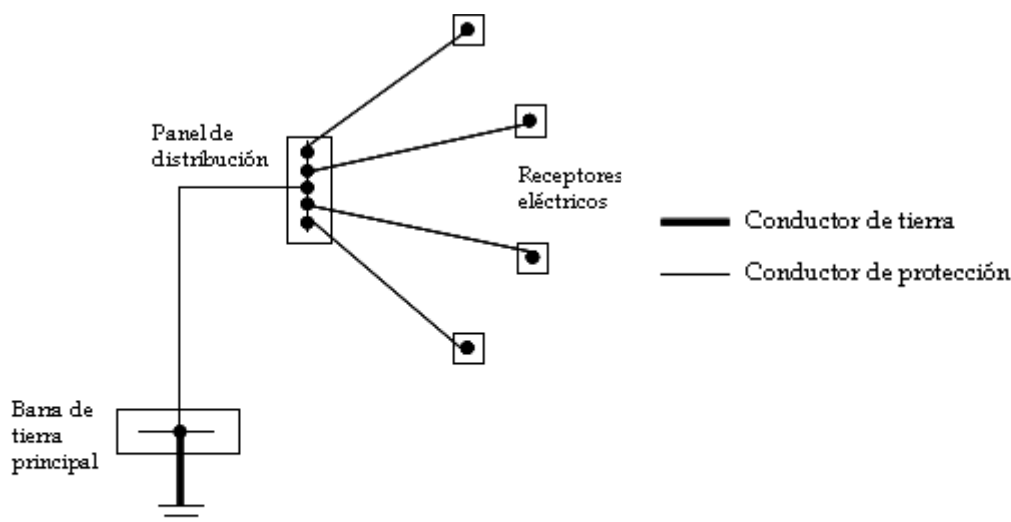 Panel de
distribución
Receptores
eléctricos
Conductor de tierra
Conductor de protección
Barra de
tierra
principal